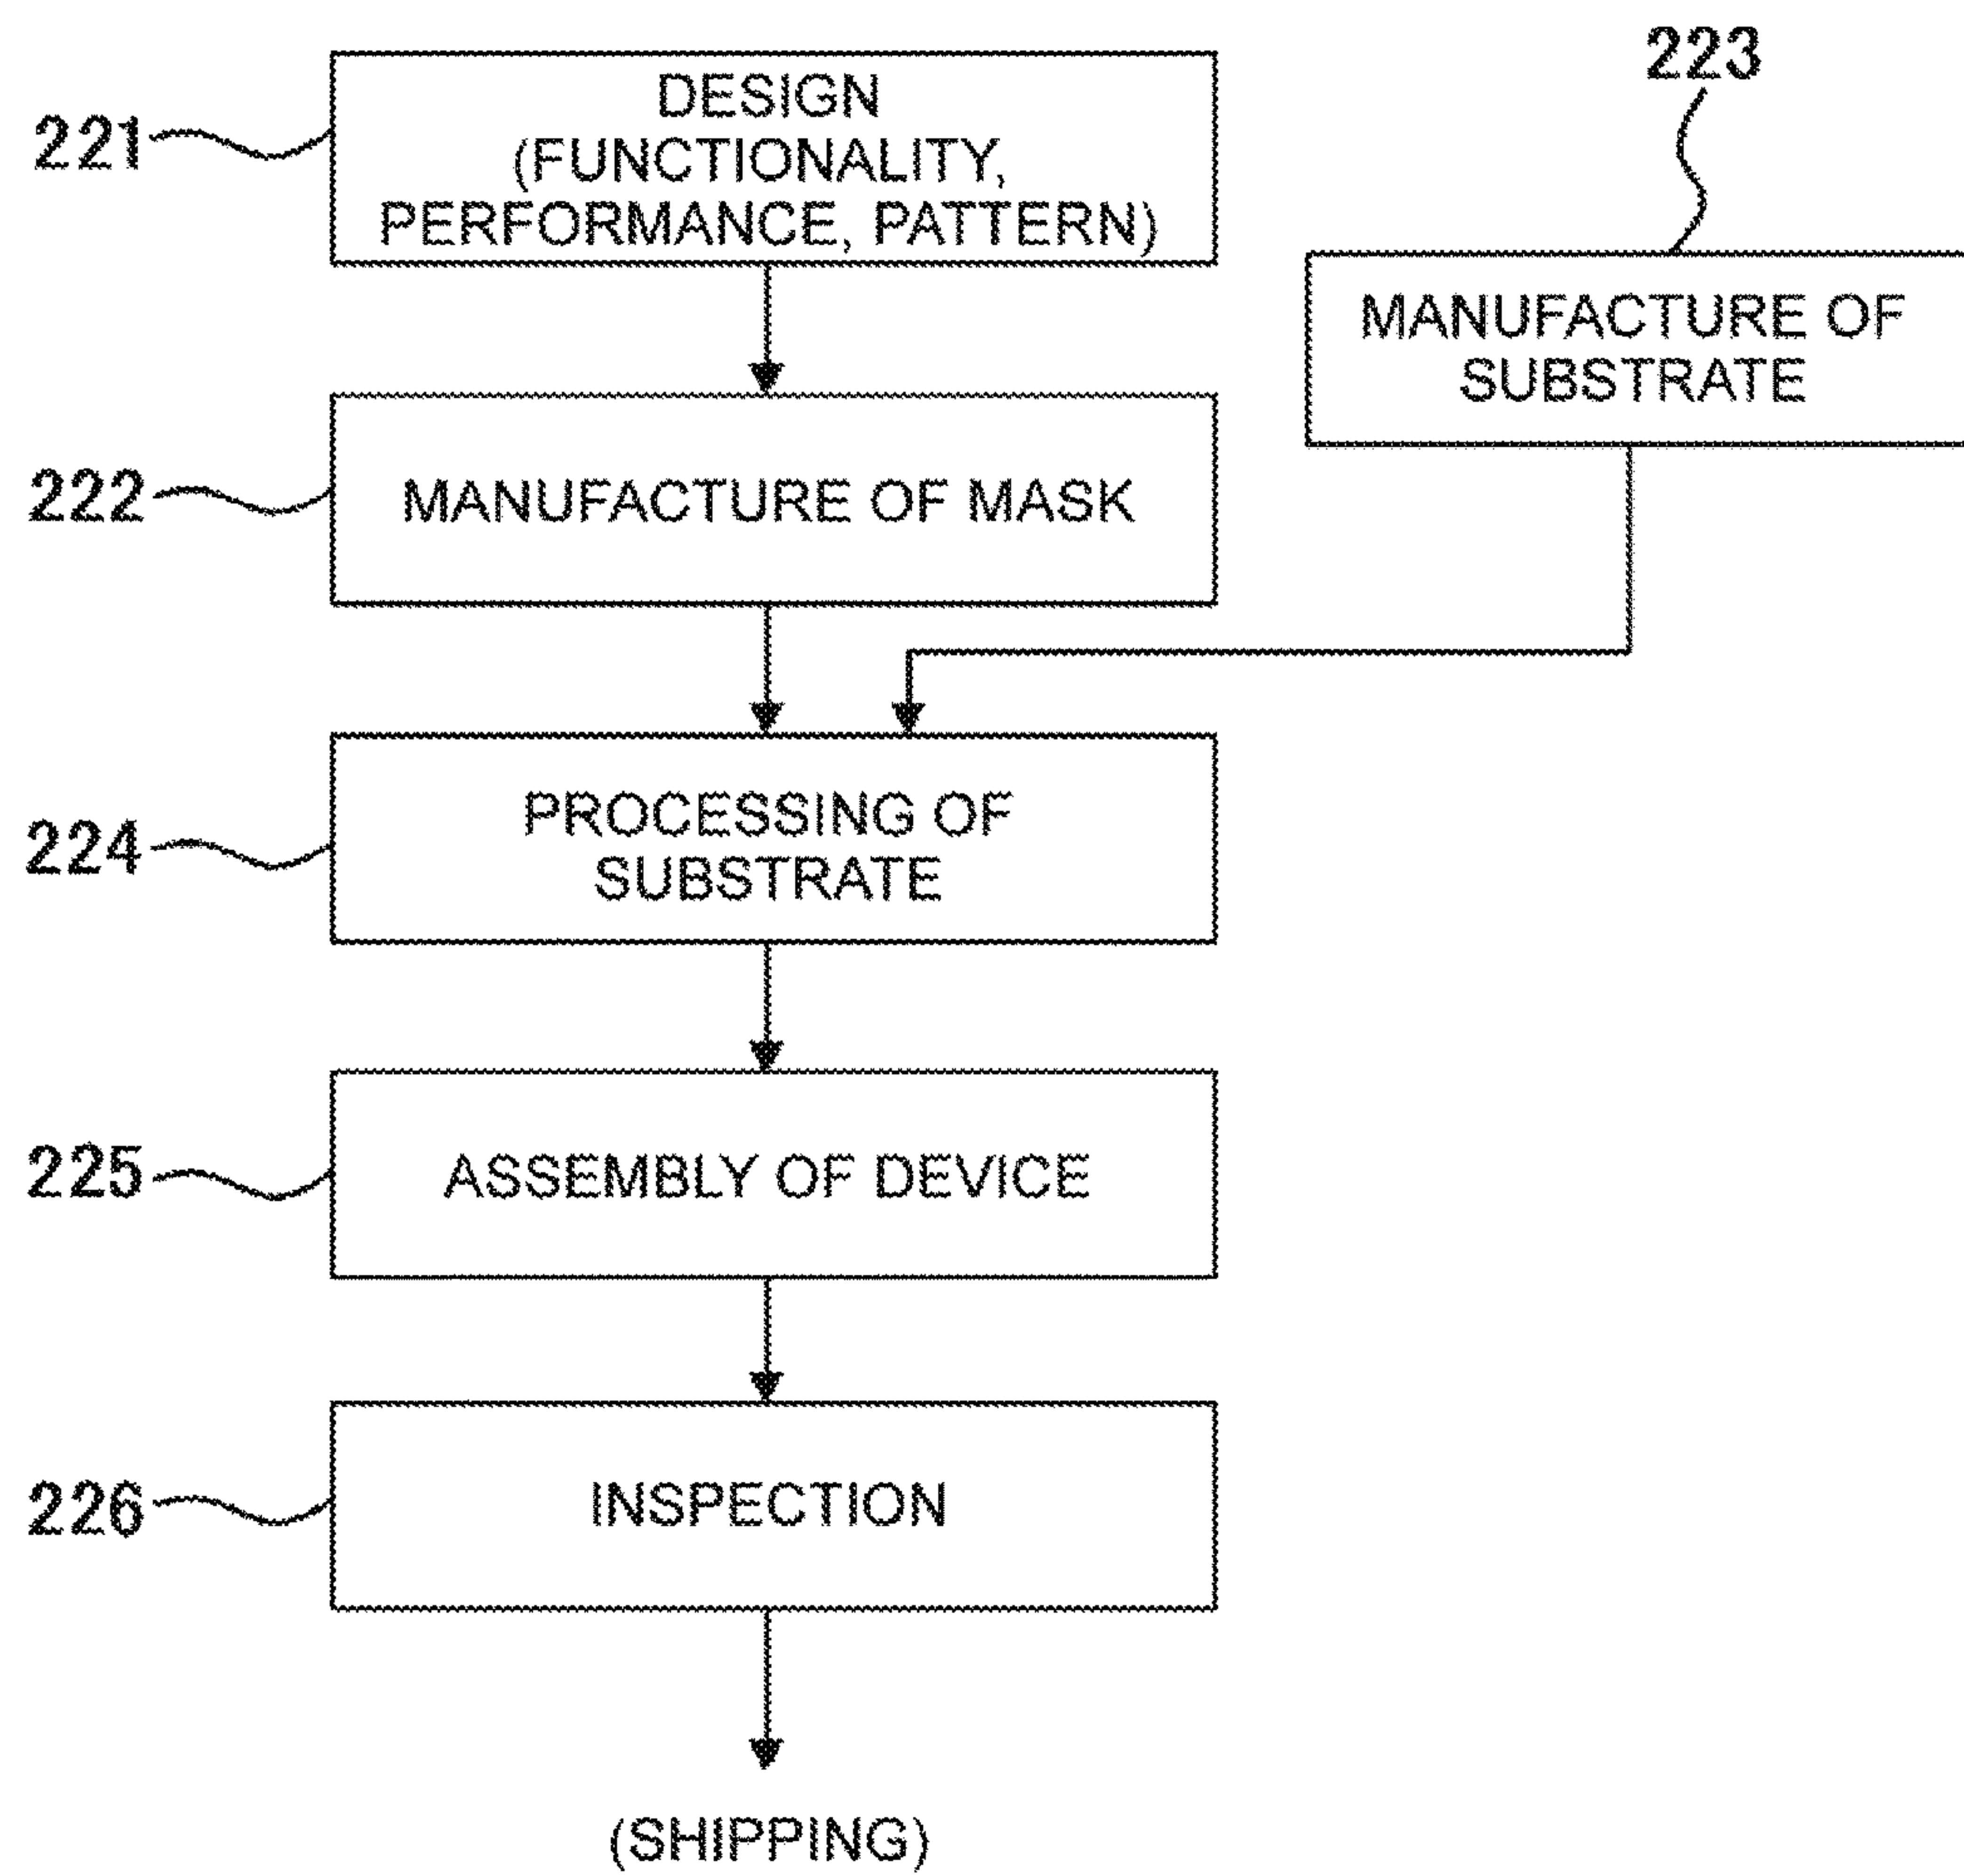 221
DESIGN
(FUNCTIONALITY,
PERFORMANCE, PATTERN)
223
MANUFACTURE OF
SUBSTRATE
222
MANUFACTURE OF MASK
224
PROCESSING OF
SUBSTRATE
225
ASSEMBLY OF DEVICE
226
INSPECTION
(SHIPPING)